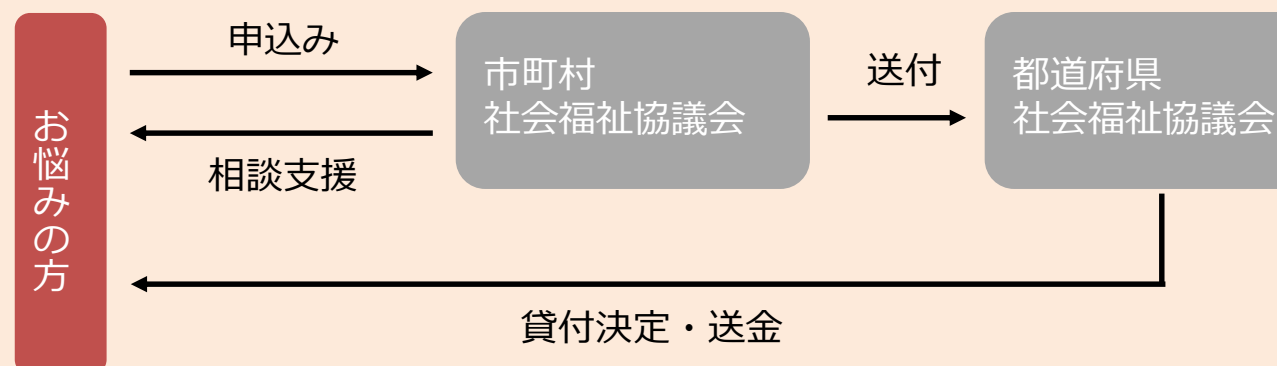 お悩みの方
申込み
相談支援
市町村
社会福祉協議会
送付
都道府県
社会福祉協議会
貸付決定・送金